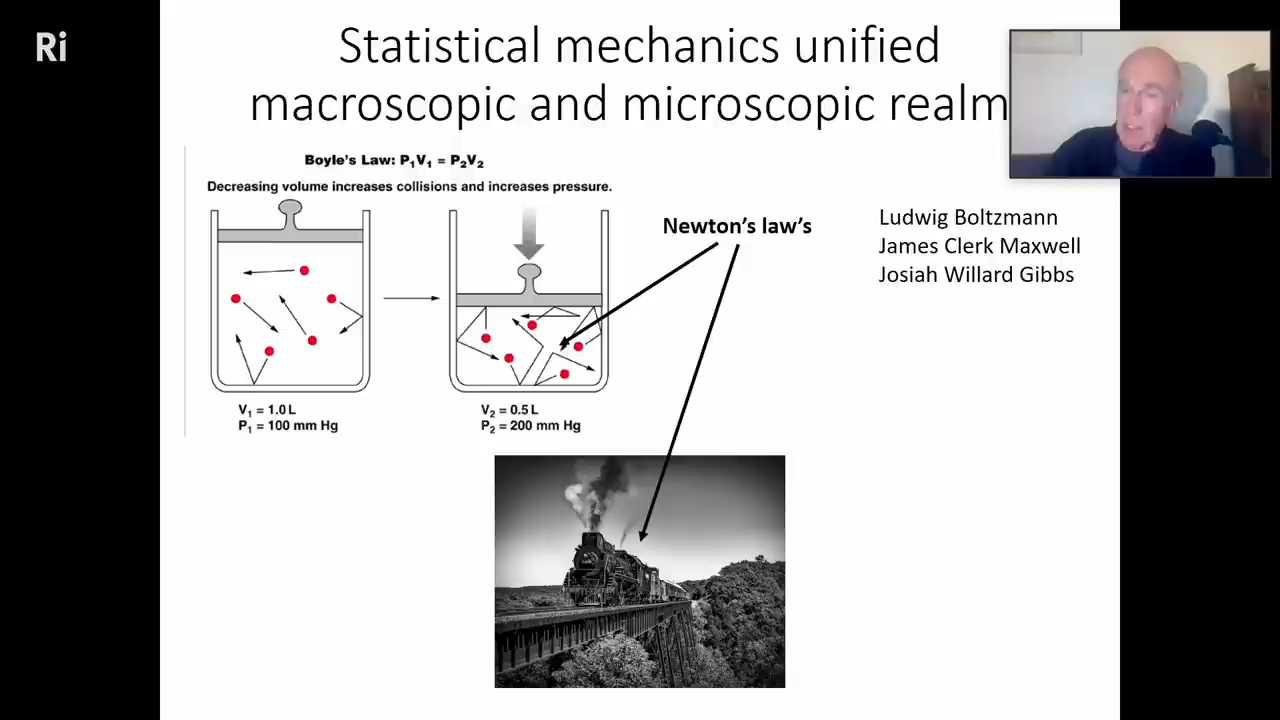 Ri
Statistical mechanics unified
macroscopic and microscopic realm
Boyle's Law: P₁V₁ = P₂V₂
Decreasing volume increases collisions and increases pressure.
Newton's law's
Ludwig Boltzmann
James Clerk Maxwell
Josiah Willard Gibbs
V₁ = 1.0 L
P₁ = 100 mm Hg
V₂ = 0.5 L
P₂ = 200 mm Hg